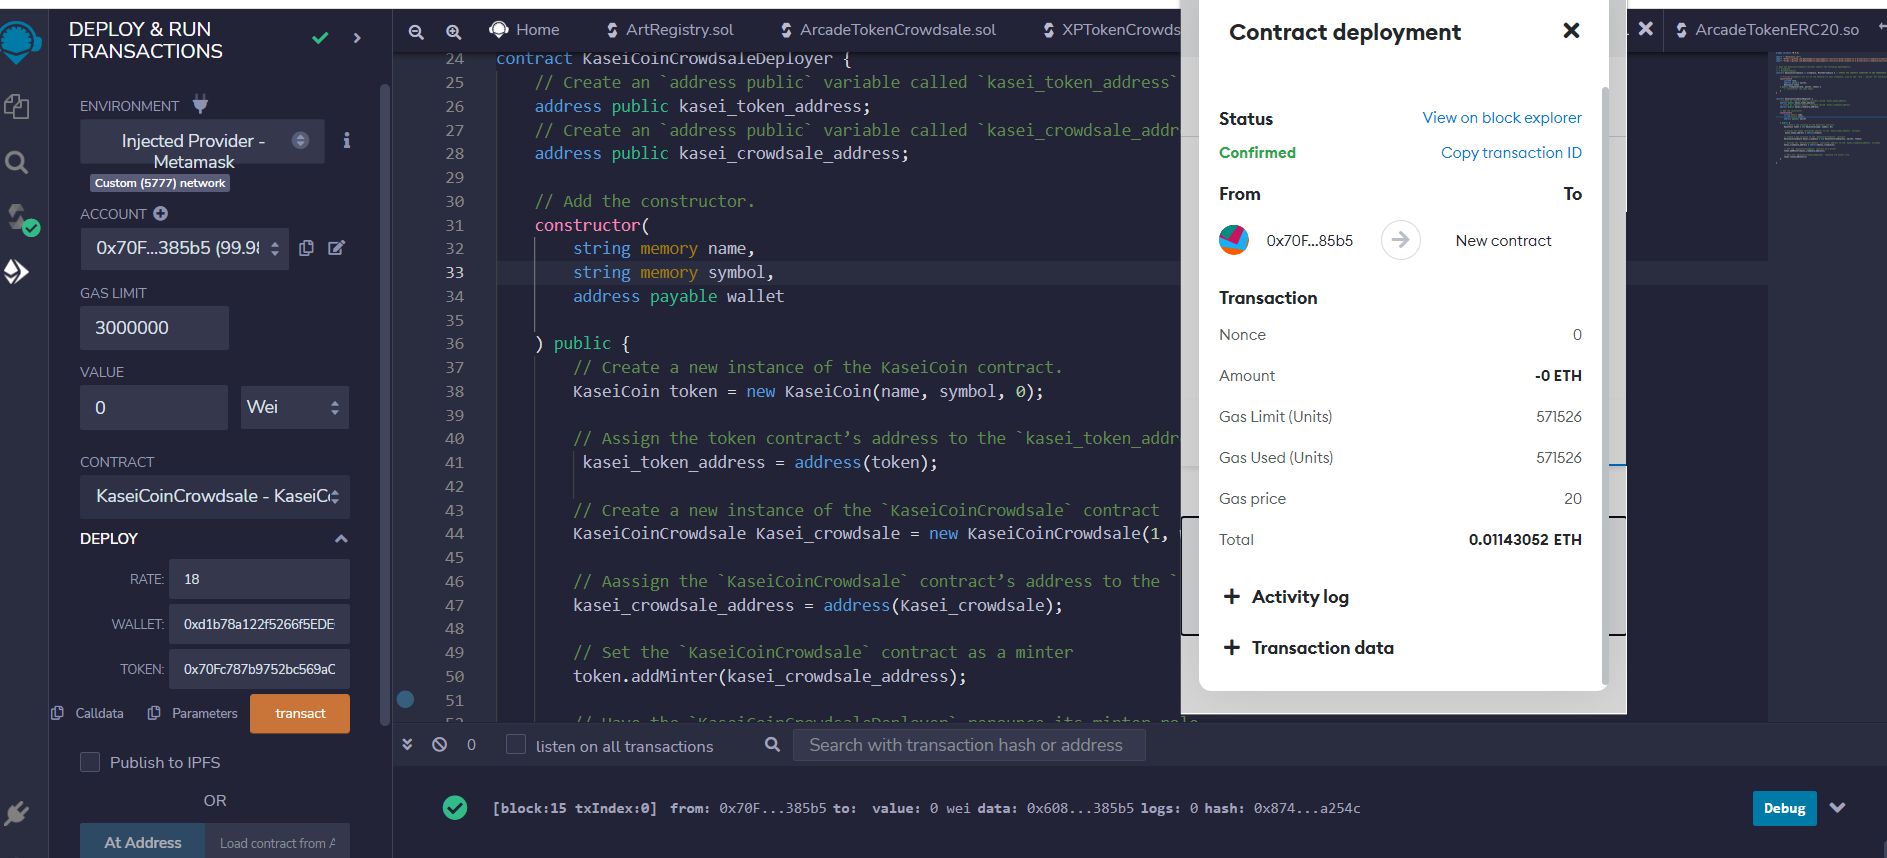 DEPLOY & RUN
TRANSACTIONS
ENVIRONMENT
Injected Provider -
Metamask
Custom (5777) network
ACCOUNT
0x70F...385b5 (99.98
GAS LIMIT
3000000
VALUE
0
Wei
CONTRACT
KaseiCoinCrowdsale - KaseiCo
DEPLOY
RATE: 18
WALLET: 0xd1b78a122f5266f5EDE
TOKEN: 0x70Fc787b9752bc569aC
Calldata Parameters transact
Publish to IPFS
OR
At Address Load contract from A
Home ArtRegistry.sol ArcadeTokenCrowdsale.sol XPTokenCrowds ArcadeTokenERC20.so
24 contract KaseiCoinCrowdsaleDeployer {
25 // Create an `address public` variable called `kasei_token_address`
26 address public kasei_token_address;
27 // Create an `address public` variable called `kasei_crowdsale_addr
28 address public kasei_crowdsale_address;
29
30 // Add the constructor.
31 constructor(
32 string memory name,
33 string memory symbol,
34 address payable wallet
35
36 ) public {
37 // Create a new instance of the KaseiCoin contract.
38 KaseiCoin token = new KaseiCoin(name, symbol, 0);
39
40 // Assign the token contract’s address to the `kasei_token_addr
41 kasei_token_address = address(token);
42
43 // Create a new instance of the `KaseiCoinCrowdsale` contract
44 KaseiCoinCrowdsale Kasei_crowdsale = new KaseiCoinCrowdsale(1,
45
46 // Aassign the `KaseiCoinCrowdsale` contract’s address to the `
47 kasei_crowdsale_address = address(Kasei_crowdsale);
48
49 // Set the `KaseiCoinCrowdsale` contract as a minter
50 token.addMinter(kasei_crowdsale_address);
51
52 // Have the `KaseiCoinCrowdsaleDeployer` renounce its minter role
Contract deployment
Status View on block explorer
Confirmed Copy transaction ID
From To
0x70F...85b5 New contract
Transaction
Nonce 0
Amount -0 ETH
Gas Limit (Units) 571526
Gas Used (Units) 571526
Gas price 20
Total 0.01143052 ETH
Activity log
Transaction data
0 listen on all transactions Search with transaction hash or address
[block:15 txIndex:0] from: 0x70F...385b5 to: value: 0 wei data: 0x608...385b5 logs: 0 hash: 0x874...a254c
Debug